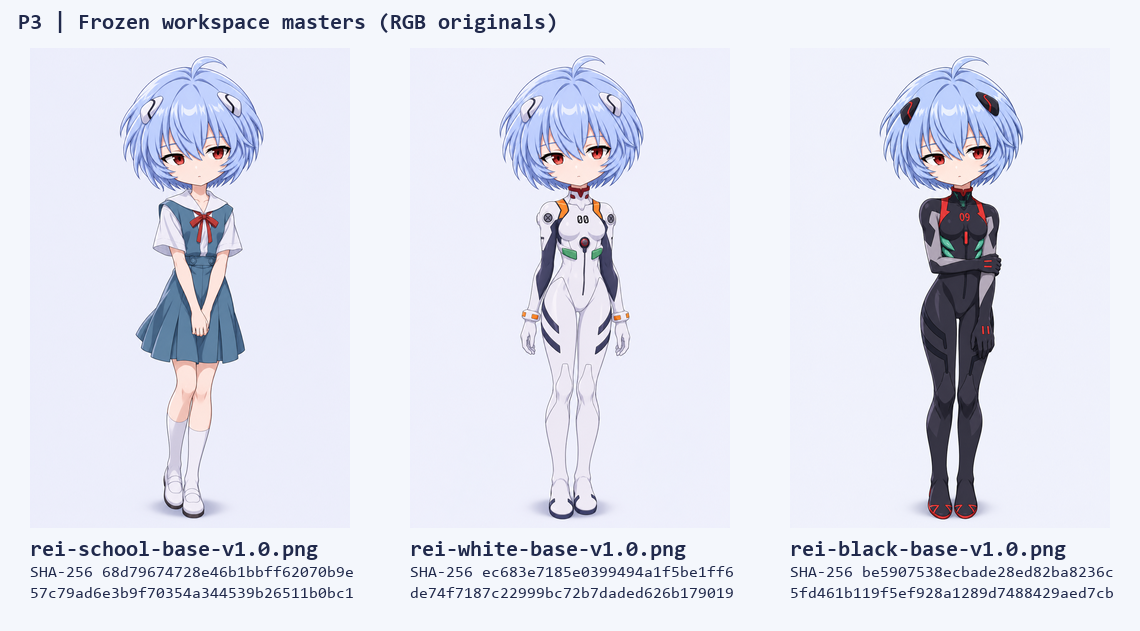 P3 | Frozen workspace masters (RGB originals)
00
09
rei-school-base-v1.0.png
SHA-256 68d79674728e46b1bbff62070b9e
57c79ad6e3b9f70354a344539b26511b0bc1
rei-white-base-v1.0.png
SHA-256 ec683e7185e0399494a1f5be1ff6
de74f7187c22999bc72b7daded626b179019
rei-black-base-v1.0.png
SHA-256 be5907538ecbade28ed82ba8236c
5fd461b119f5ef928a1289d7488429aed7cb